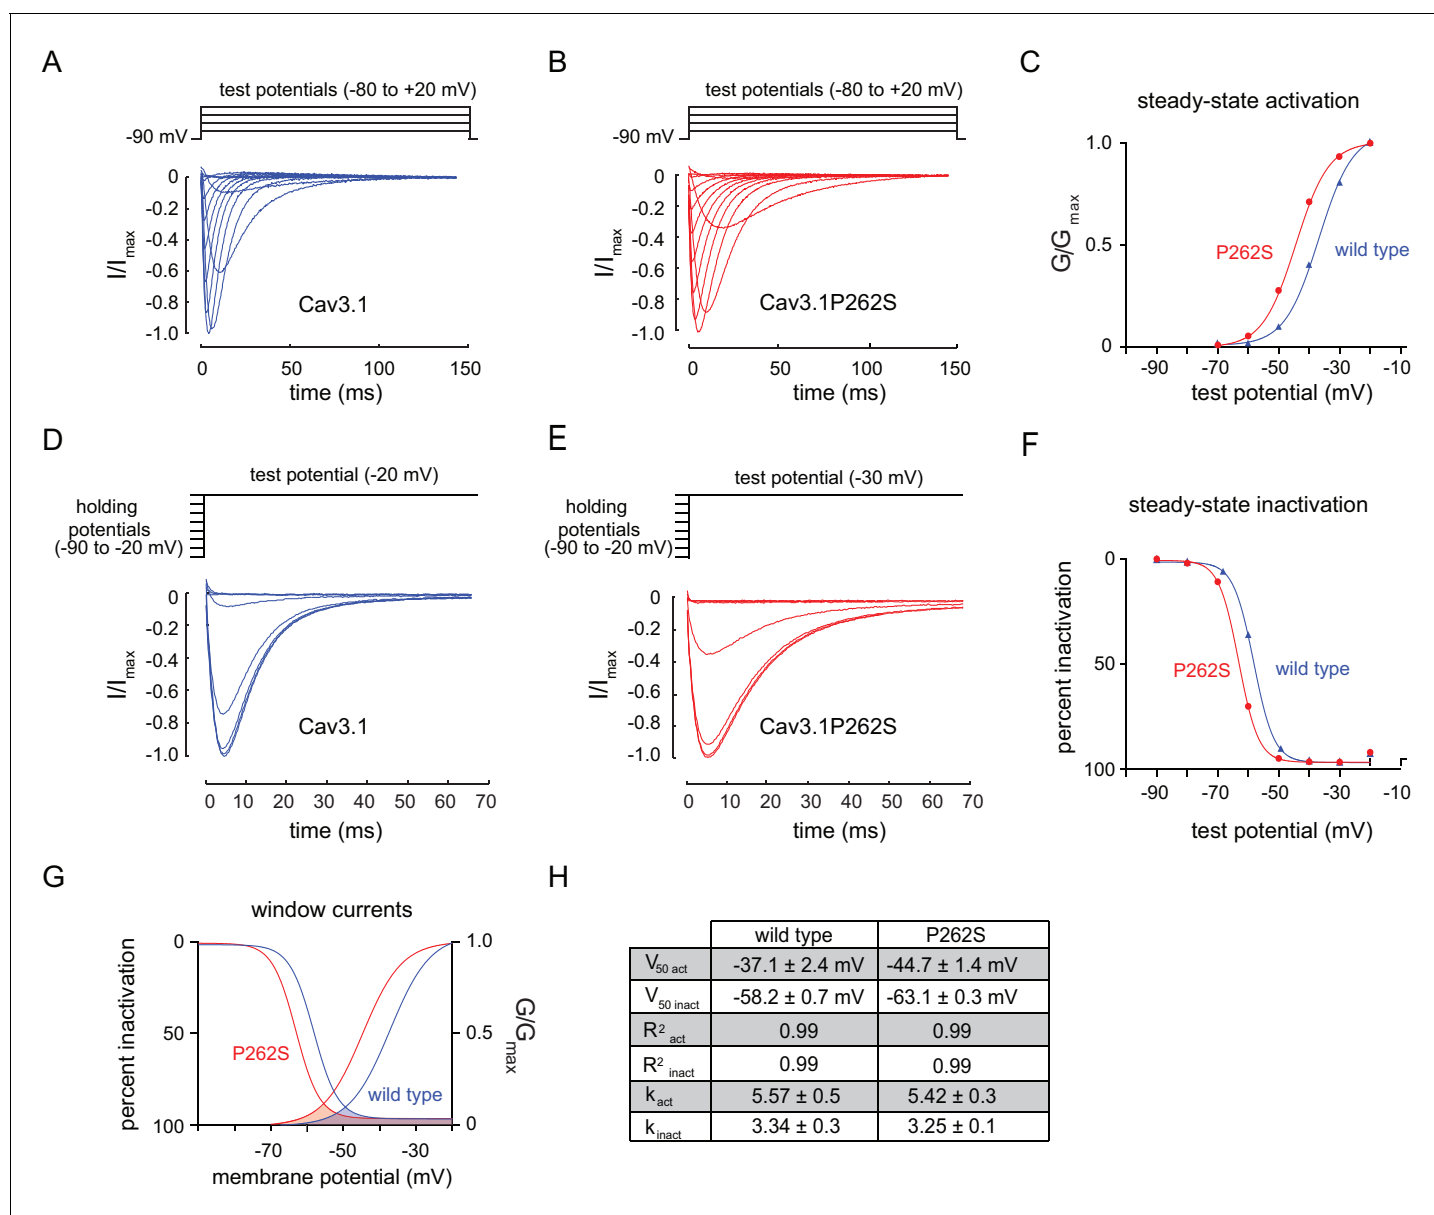 A
test potentials (-80 to +20 mV)
-90 mV
0
-0.2
-0.4
-0.6
-0.8
-1.0
I/I max
Cav3.1
0 50 100 150
time (ms)
B
test potentials (-80 to +20 mV)
-90 mV
0
-0.2
-0.4
-0.6
-0.8
-1.0
I/I max
Cav3.1P262S
0 50 100 150
time (ms)
C
steady-state activation
1.0
0.5
0
G/G max
P262S
wild type
-90 -70 -50 -30 -10
test potential (mV)
D
test potential (-20 mV)
holding
potentials
(-90 to -20 mV)
0
-0.2
-0.4
-0.6
-0.8
-1.0
I/I max
Cav3.1
0 10 20 30 40 50 60 70
time (ms)
E
test potential (-30 mV)
holding
potentials
(-90 to -20 mV)
0
-0.2
-0.4
-0.6
-0.8
-1.0
I/I max
Cav3.1P262S
0 10 20 30 40 50 60 70
time (ms)
F
steady-state inactivation
0
50
100
percent inactivation
P262S
wild type
-90 -70 -50 -30 -10
test potential (mV)
G
window currents
0
50
100
percent inactivation
1.0
0.5
0
G/G max
P262S
wild type
-70 -50 -30
membrane potential (mV)
H
wild type P262S
V 50 act -37.1 ± 2.4 mV -44.7 ± 1.4 mV
V 50 inact -58.2 ± 0.7 mV -63.1 ± 0.3 mV
R² act 0.99 0.99
R² inact 0.99 0.99
k act 5.57 ± 0.5 5.42 ± 0.3
k inact 3.34 ± 0.3 3.25 ± 0.1